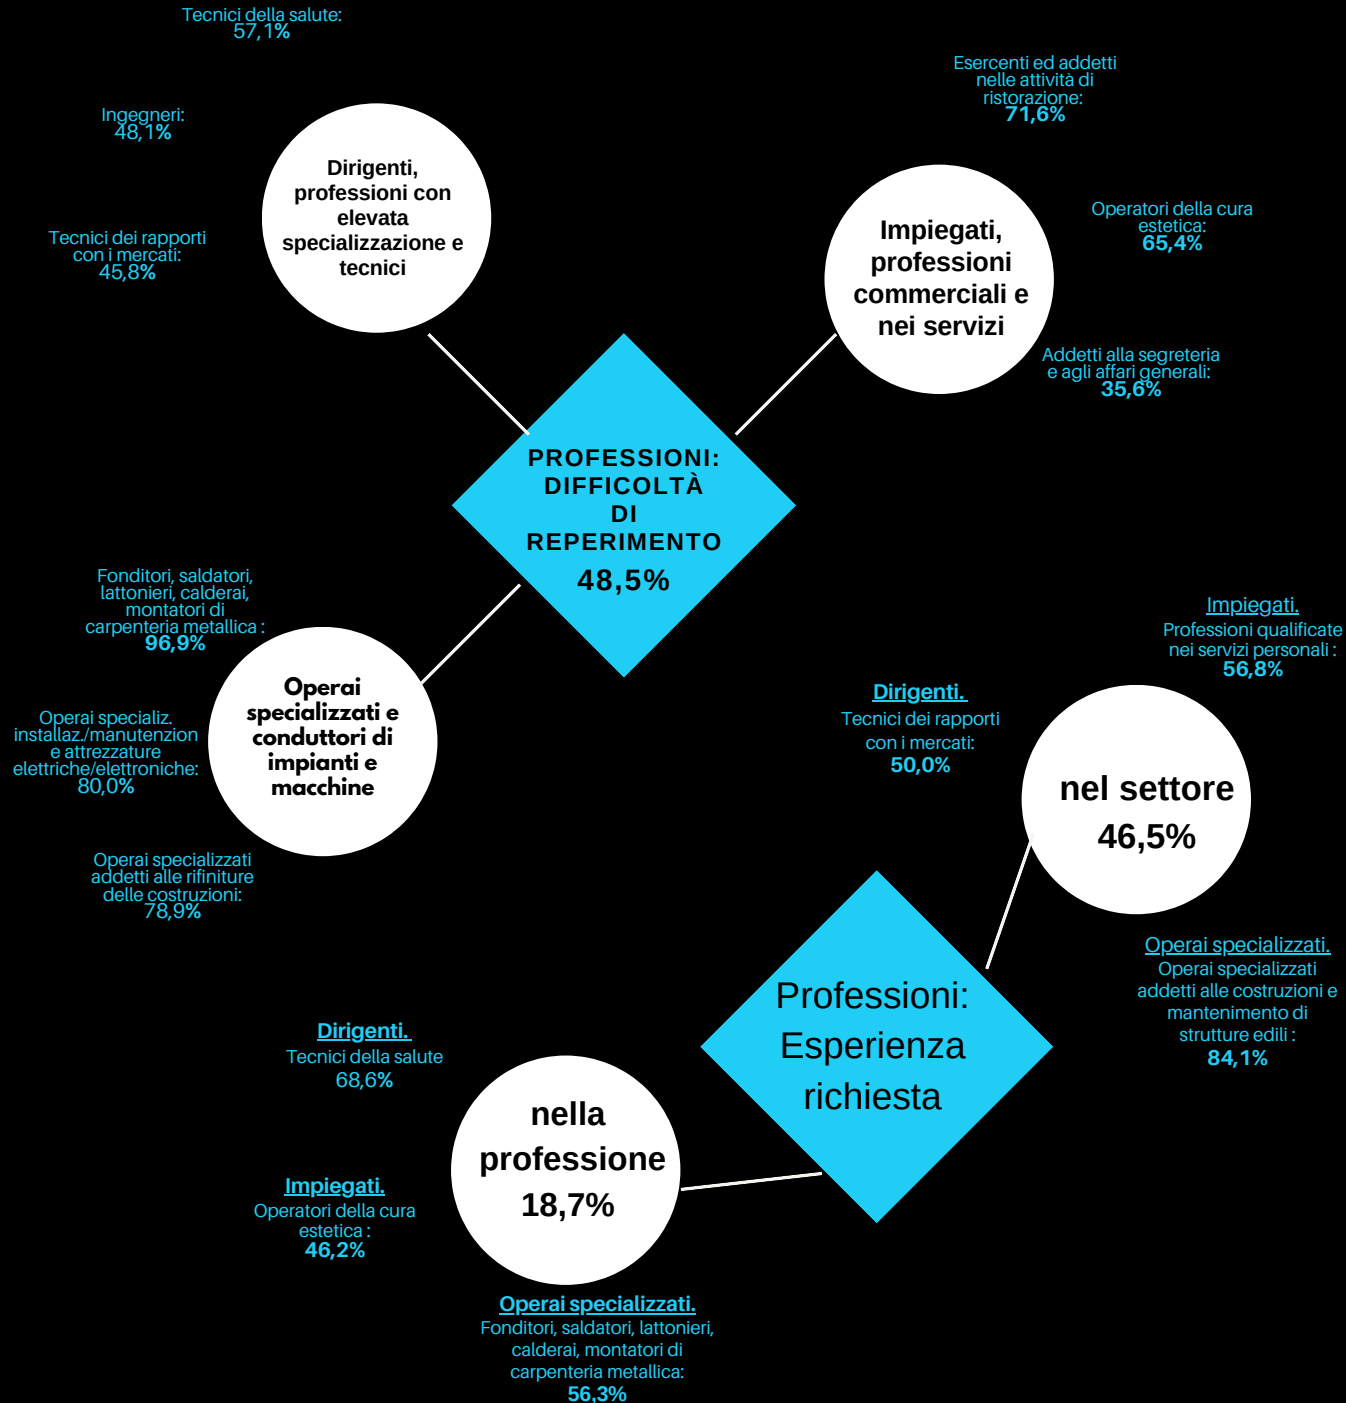 Tecnici della salute:
57,1%
Ingegneri:
48,1%
Tecnici dei rapporti
con i mercati:
45,8%
Dirigenti,
professioni con
elevata
specializzazione e
tecnici
Esercenti ed addetti
nelle attività di
ristorazione:
71,6%
Operatori della cura
estetica:
65,4%
Addetti alla segreteria
e agli affari generali:
35,6%
Impiegati,
professioni
commerciali e
nei servizi
PROFESSIONI:
DIFFICOLTÀ
DI
REPERIMENTO
48,5%
Fonditori, saldatori,
lattonieri, calderai,
montatori di
carpenteria metallica :
96,9%
Operai specializ.
installaz./manutenzion
e attrezzature
elettriche/elettroniche:
80,0%
Operai specializzati
addetti alle rifiniture
delle costruzioni:
78,9%
Operai
specializzati e
conduttori di
impianti e
macchine
Impiegati.
Professioni qualificate
nei servizi personali :
56,8%
Dirigenti.
Tecnici dei rapporti
con i mercati:
50,0%
nel settore
46,5%
Operai specializzati.
Operai specializzati
addetti alle costruzioni e
mantenimento di
strutture edili :
84,1%
Professioni:
Esperienza
richiesta
Dirigenti.
Tecnici della salute
68,6%
nella
professione
18,7%
Impiegati.
Operatori della cura
estetica :
46,2%
Operai specializzati.
Fonditori, saldatori, lattonieri,
calderai, montatori di
carpenteria metallica:
56,3%